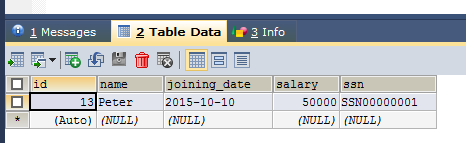 1 Messages 2 Table Data 3 Info
id name joining_date salary ssn
13 Peter 2015-10-10 50000 SSN00000001
* (Auto) (NULL) (NULL) (NULL) (NULL)